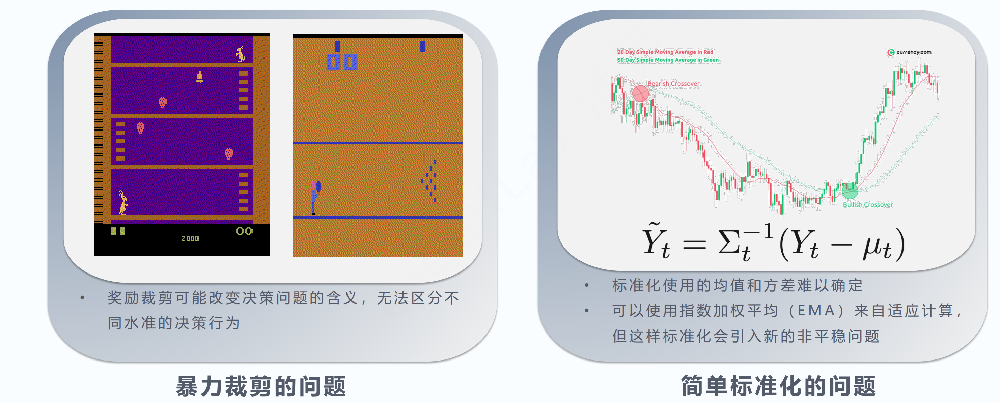 2000
00
20 Day Simple Moving Average In Red
50 Day Simple Moving Average in Green
currency.com
Bearish Crossover
Bullish Crossover
Ỹ_t = Σ_t^{-1}(Y_t − μ_t)
• 奖励裁剪可能改变决策问题的含义，无法区分不
同水准的决策行为
• 标准化使用的均值和方差难以确定
• 可以使用指数加权平均（EMA）来自适应计算，
但这样标准化会引入新的非平稳问题
暴力裁剪的问题
简单标准化的问题